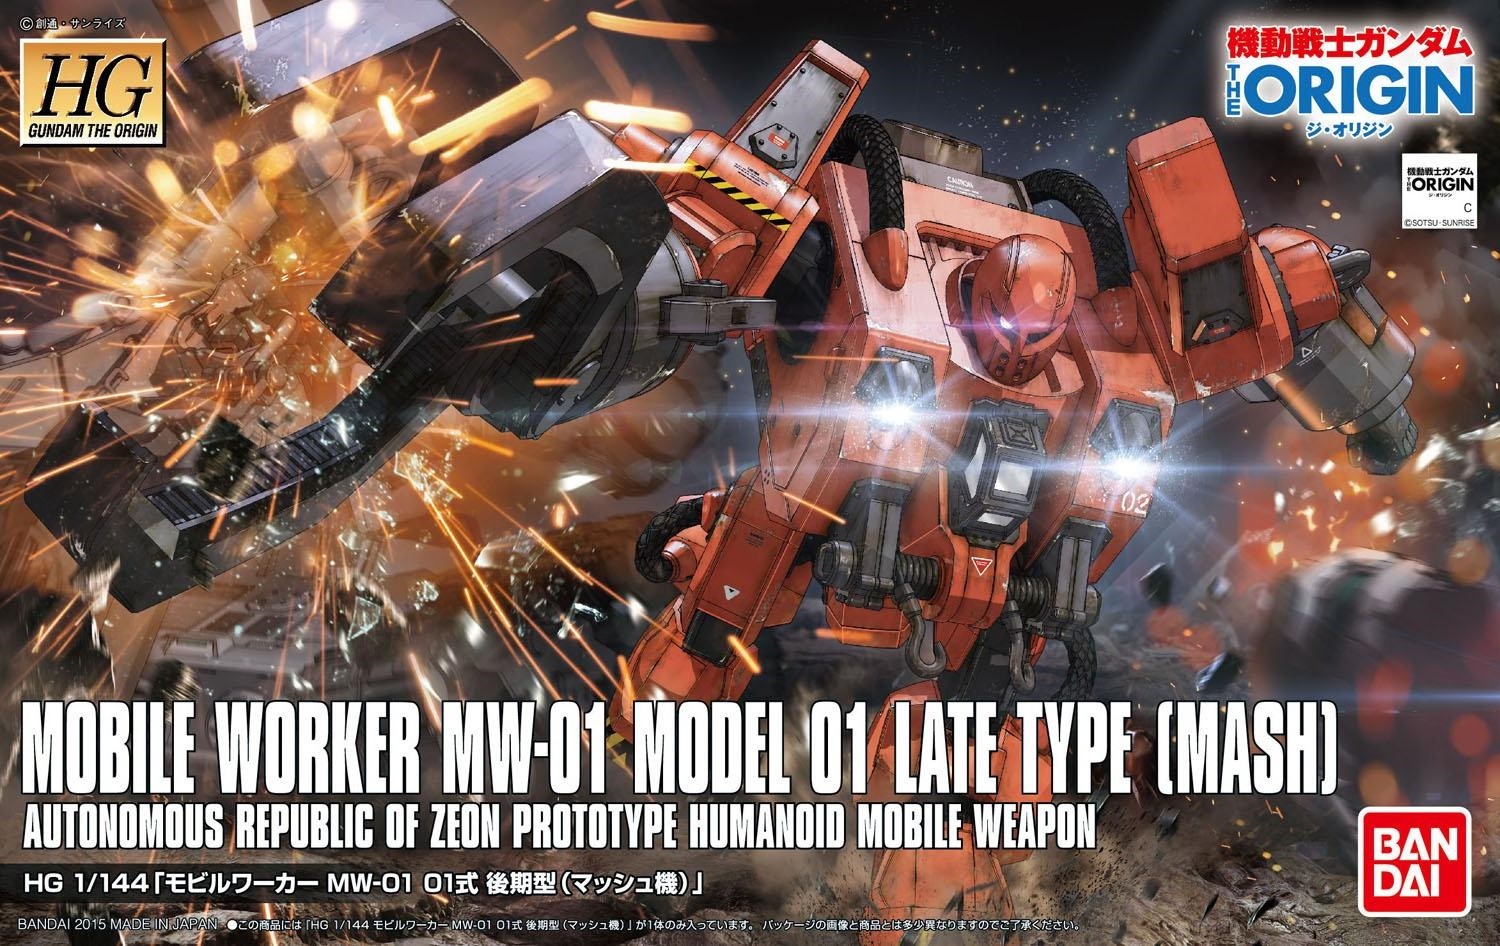 ©創通・サンライズ
HG
GUNDAM THE ORIGIN
機動戦士ガンダム
THE ORIGIN
ジ・オリジン
機動戦士ガンダム
THE ORIGIN
ジ・オリジン
C
©SOTSU・SUNRISE
CAUTION
02
MOBILE WORKER MW-01 MODEL 01 LATE TYPE (MASH)
AUTONOMOUS REPUBLIC OF ZEON PROTOTYPE HUMANOID MOBILE WEAPON
HG 1/144「モビルワーカー MW-01 01式 後期型（マッシュ機）」
BANDAI 2015 MADE IN JAPAN ●この商品には「HG 1/144 モビルワーカー MW-01 01式 後期型（マッシュ機）」が1体のみ入っています。 パッケージの画像と商品とは多少異なりますのでご了承ください。
BAN
DAI